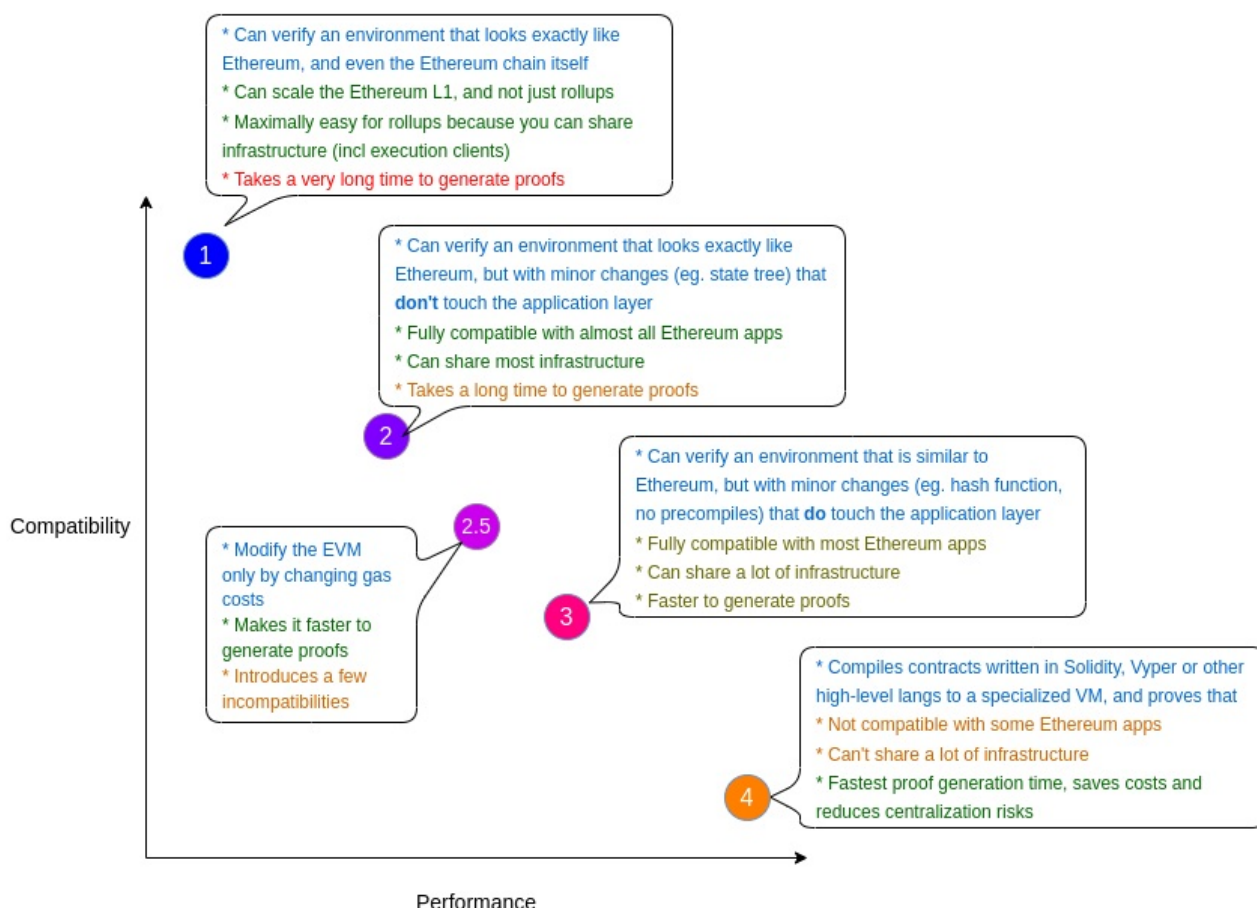 * Can verify an environment that looks exactly like
Ethereum, and even the Ethereum chain itself
* Can scale the Ethereum L1, and not just rollups
* Maximally easy for rollups because you can share
infrastructure (incl execution clients)
* Takes a very long time to generate proofs
1
* Can verify an environment that looks exactly like
Ethereum, but with minor changes (eg. state tree) that
don't touch the application layer
* Fully compatible with almost all Ethereum apps
* Can share most infrastructure
* Takes a long time to generate proofs
2
* Can verify an environment that is similar to
Ethereum, but with minor changes (eg. hash function,
no precompiles) that do touch the application layer
* Fully compatible with most Ethereum apps
* Can share a lot of infrastructure
* Faster to generate proofs
2.5
Compatibility
* Modify the EVM
only by changing gas
costs
* Makes it faster to
generate proofs
* Introduces a few
incompatibilities
3
* Compiles contracts written in Solidity, Vyper or other
high-level langs to a specialized VM, and proves that
* Not compatible with some Ethereum apps
* Can't share a lot of infrastructure
* Fastest proof generation time, saves costs and
reduces centralization risks
4
Performance